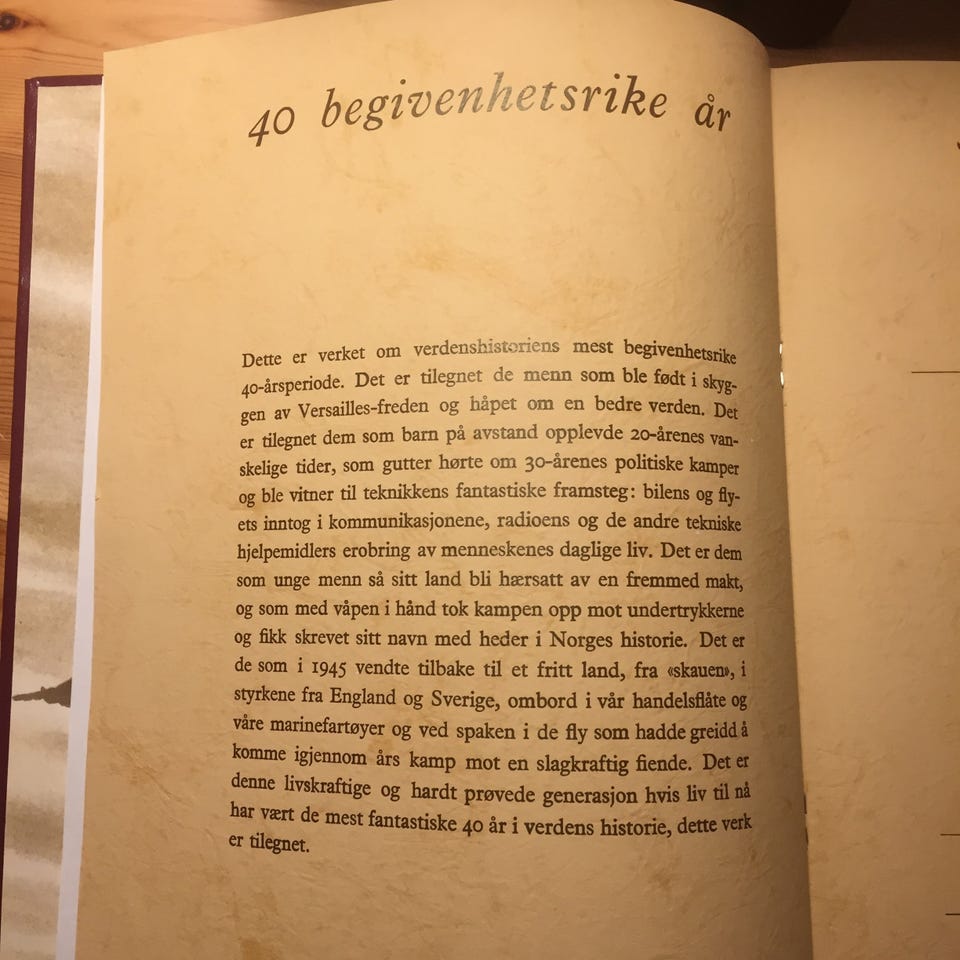 40 begivenhetsrike år
Dette er verket om verdenshistoriens mest begivenhetsrike
40-årsperiode. Det er tilegnet de menn som ble født i skyg-
gen av Versailles-freden og håpet om en bedre verden. Det
er tilegnet dem som barn på avstand opplevde 20-årenes van-
skelige tider, som gutter hørte om 30-årenes politiske kamper
og ble vitner til teknikkens fantastiske framsteg: bilens og fly-
ets inntog i kommunikasjonene, radioens og de andre tekniske
hjelpemidlers erobring av menneskenes daglige liv. Det er dem
som unge menn så sitt land bli hærsatt av en fremmed makt,
og som med våpen i hånd tok kampen opp mot undertrykkerne
og fikk skrevet sitt navn med heder i Norges historie. Det er
de som i 1945 vendte tilbake til et fritt land, fra «skauen», i
styrkene fra England og Sverige, ombord i vår handelsflåte og
våre marinefartøyer og ved spaken i de fly som hadde greidd å
komme igjennom års kamp mot en slagkraftig fiende. Det er
denne livskraftige og hardt prøvede generasjon hvis liv til nå
har vært de mest fantastiske 40 år i verdens historie, dette verk
er tilegnet.